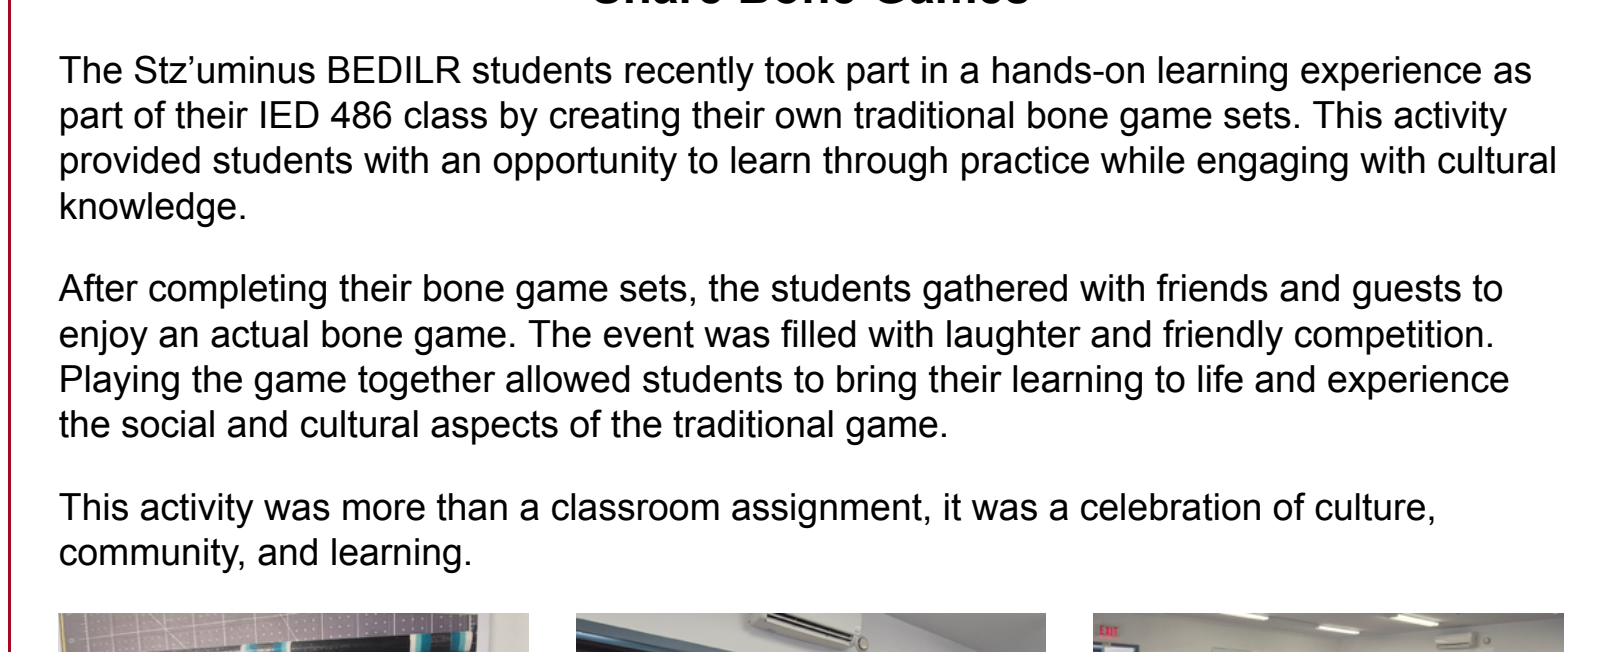 Share Bone Games
The Stz’uminus BEDILR students recently took part in a hands-on learning experience as
part of their IED 486 class by creating their own traditional bone game sets. This activity
provided students with an opportunity to learn through practice while engaging with cultural
knowledge.
After completing their bone game sets, the students gathered with friends and guests to
enjoy an actual bone game. The event was filled with laughter and friendly competition.
Playing the game together allowed students to bring their learning to life and experience
the social and cultural aspects of the traditional game.
This activity was more than a classroom assignment, it was a celebration of culture,
community, and learning.
EXIT